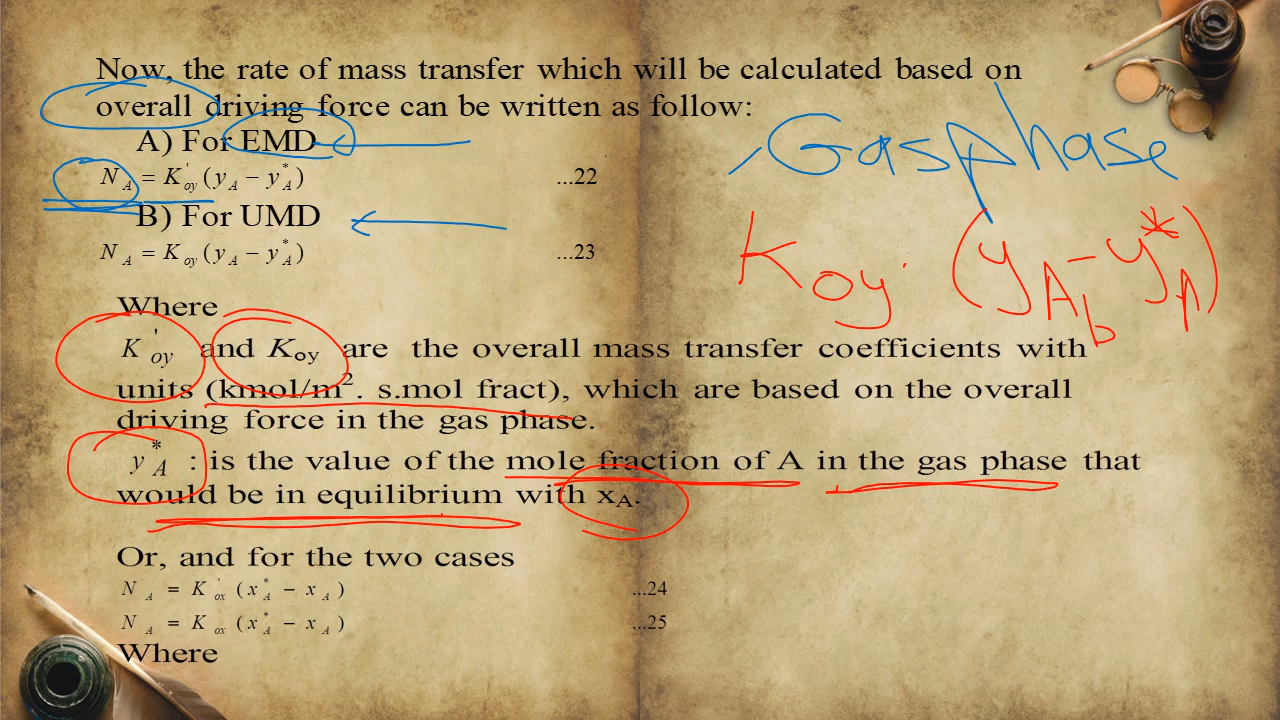 Now, the rate of mass transfer which will be calculated based on
overall driving force can be written as follow:
A) For EMD
N_A = K'_oy (y_A − y*_A) ...22
B) For UMD
N_A = K_oy (y_A − y*_A) ...23
Where
K'_oy and K_oy are the overall mass transfer coefficients with
units (kmol/m². s.mol fract), which are based on the overall
driving force in the gas phase.
y*_A : is the value of the mole fraction of A in the gas phase that
would be in equilibrium with x_A.
Or, and for the two cases
N_A = K'_ox (x*_A − x_A) ...24
N_A = K_ox (x*_A − x_A) ...25
Where
Gas phase
K_oy (y_Ab − y*_A)